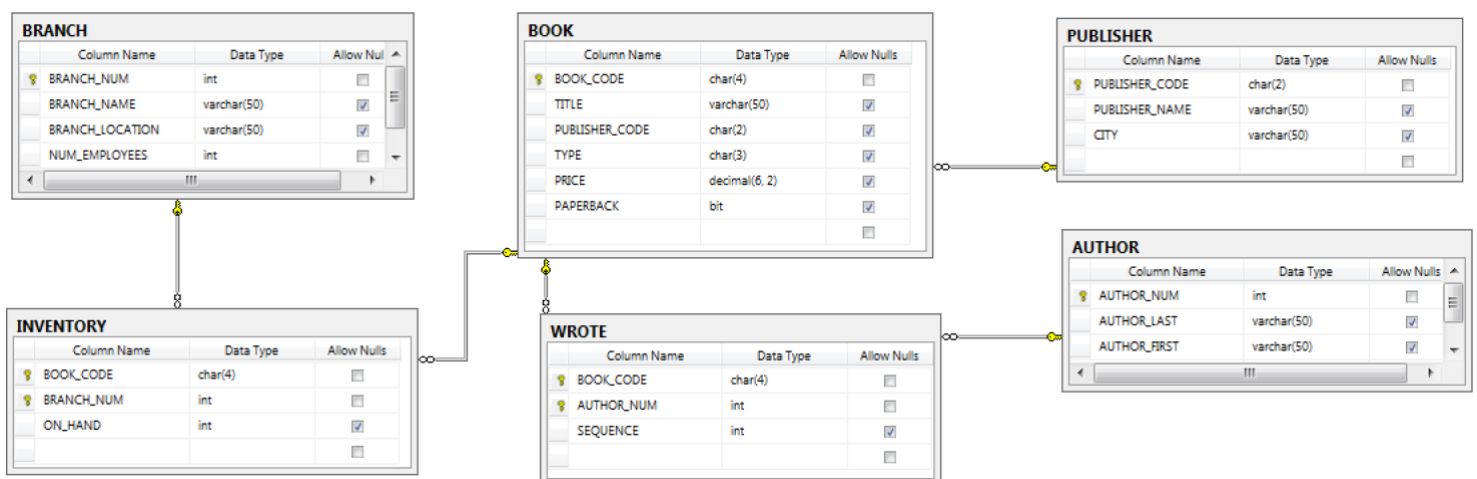 BRANCH
Column Name Data Type Allow Nul
BRANCH_NUM int
BRANCH_NAME varchar(50)
BRANCH_LOCATION varchar(50)
NUM_EMPLOYEES int
BOOK
Column Name Data Type Allow Nulls
BOOK_CODE char(4)
TITLE varchar(50)
PUBLISHER_CODE char(2)
TYPE char(3)
PRICE decimal(6, 2)
PAPERBACK bit
PUBLISHER
Column Name Data Type Allow Nulls
PUBLISHER_CODE char(2)
PUBLISHER_NAME varchar(50)
CITY varchar(50)
AUTHOR
Column Name Data Type Allow Nulls
AUTHOR_NUM int
AUTHOR_LAST varchar(50)
AUTHOR_FIRST varchar(50)
INVENTORY
Column Name Data Type Allow Nulls
BOOK_CODE char(4)
BRANCH_NUM int
ON_HAND int
WROTE
Column Name Data Type Allow Nulls
BOOK_CODE char(4)
AUTHOR_NUM int
SEQUENCE int